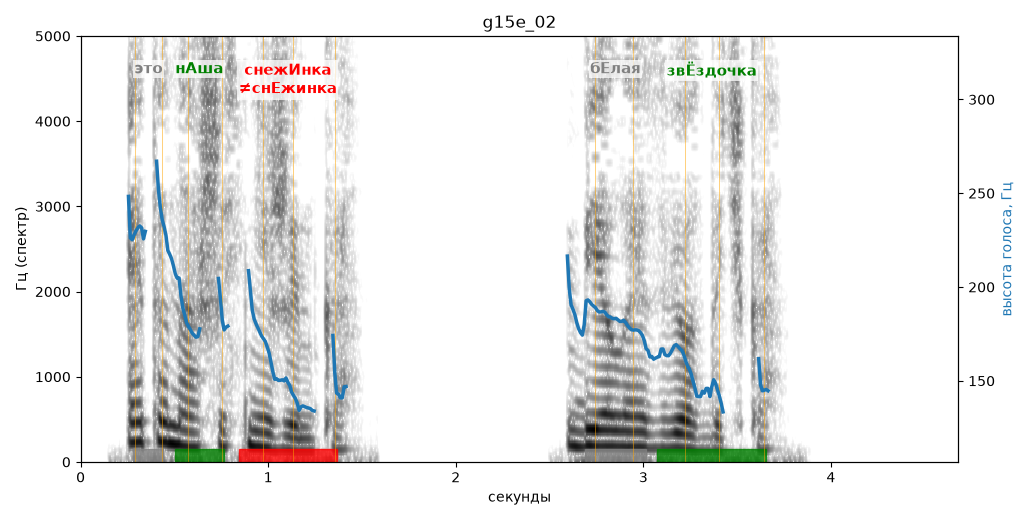 g15e_02
5000
4000
3000
2000
1000
0
Гц (спектр)
это
нАша
снежИнка
≠снЕжинка
бЕлая
звЁздочка
300
250
200
150
высота голоса, Гц
0
1
2
3
4
секунды